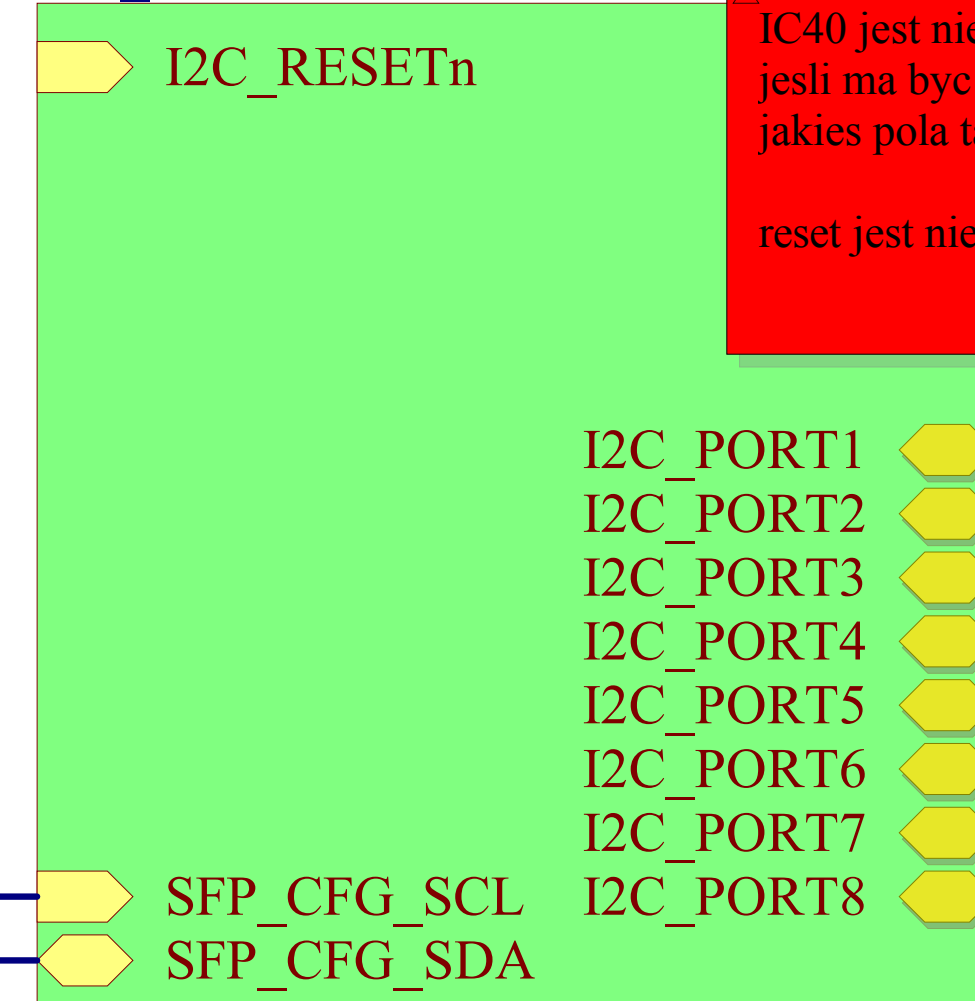 I2C_RESETn
IC40 jest
jesli ma byc
jakies pola
reset jest
I2C_PORT1
I2C_PORT2
I2C_PORT3
I2C_PORT4
I2C_PORT5
I2C_PORT6
I2C_PORT7
SFP_CFG_SCL I2C_PORT8
SFP_CFG_SDA